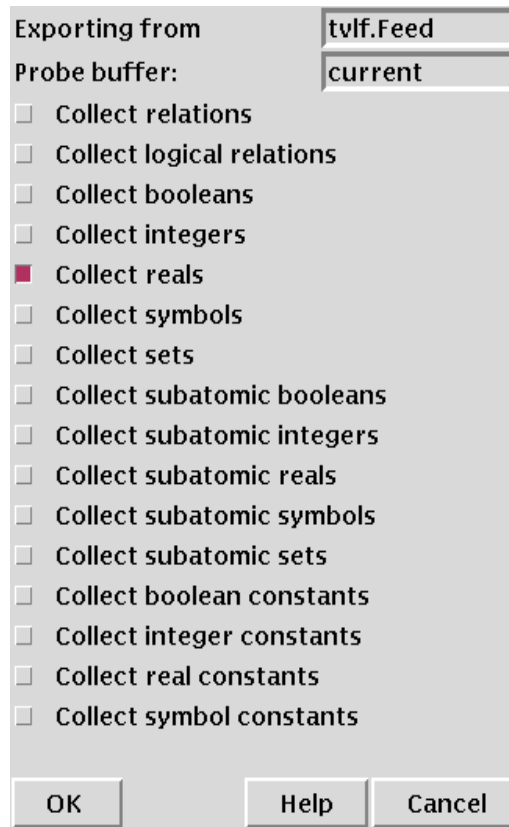 Exporting from tvlf.Feed
Probe buffer: current
Collect relations
Collect logical relations
Collect booleans
Collect integers
Collect reals
Collect symbols
Collect sets
Collect subatomic booleans
Collect subatomic integers
Collect subatomic reals
Collect subatomic symbols
Collect subatomic sets
Collect boolean constants
Collect integer constants
Collect real constants
Collect symbol constants
OK Help Cancel